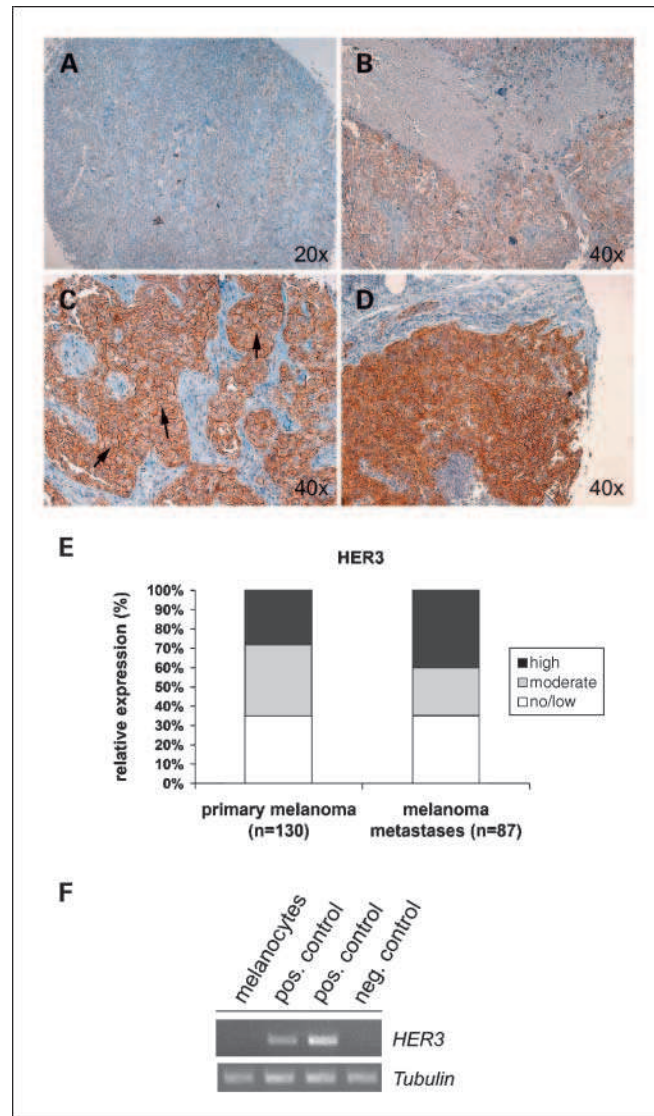 A
20x
B
40x
C
40x
D
40x
E
HER3
relative expression (%)
100%
90%
80%
70%
60%
50%
40%
30%
20%
10%
0%
high
moderate
no/low
primary melanoma
(n=130)
melanoma
metastases (n=87)
F
melanocytes
pos. control
pos. control
neg. control
HER3
Tubulin